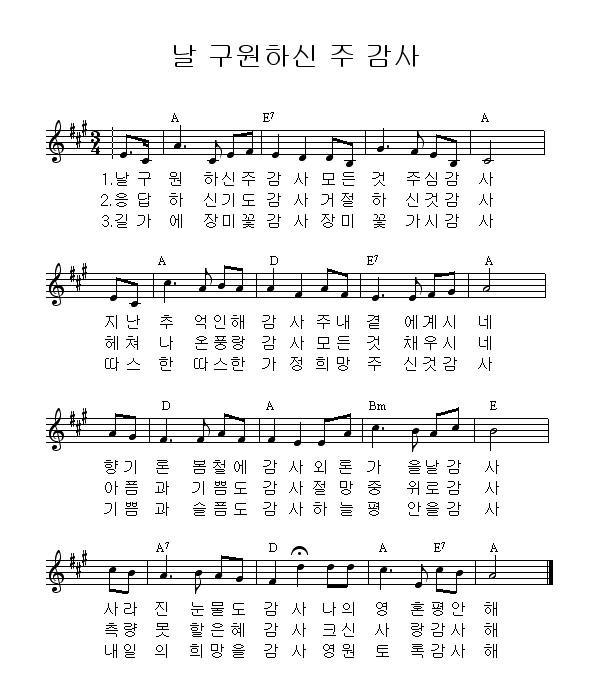 날 구원하신 주 감사
A E7 A
1.날 구 원 하신주 감 사 모든 것 주심감 사
2.응 답 하 신기도 감 사 거절 하 신것감 사
3.길 가 에 장미꽃 감 사 장미 꽃 가시감 사
A D E7 A
지 난 추 억인해 감 사 주내 곁 에계시 네
헤 쳐 나 온풍랑 감 사 모든 것 채우시 네
따 스 한 따스한 가 정 희망 주 신것감 사
D A Bm E
향 기 론 봄철에 감 사 외론 가 을날감 사
아 픔 과 기쁨도 감 사 절망 중 위로감 사
기 쁨 과 슬픔도 감 사 하늘 평 안을감 사
A7 D A E7 A
사 라 진 눈물도 감 사 나의 영 혼평안 해
측 량 못 할은혜 감 사 크신 사 랑감사 해
내 일 의 희망을 감 사 영원 토 록감사 해